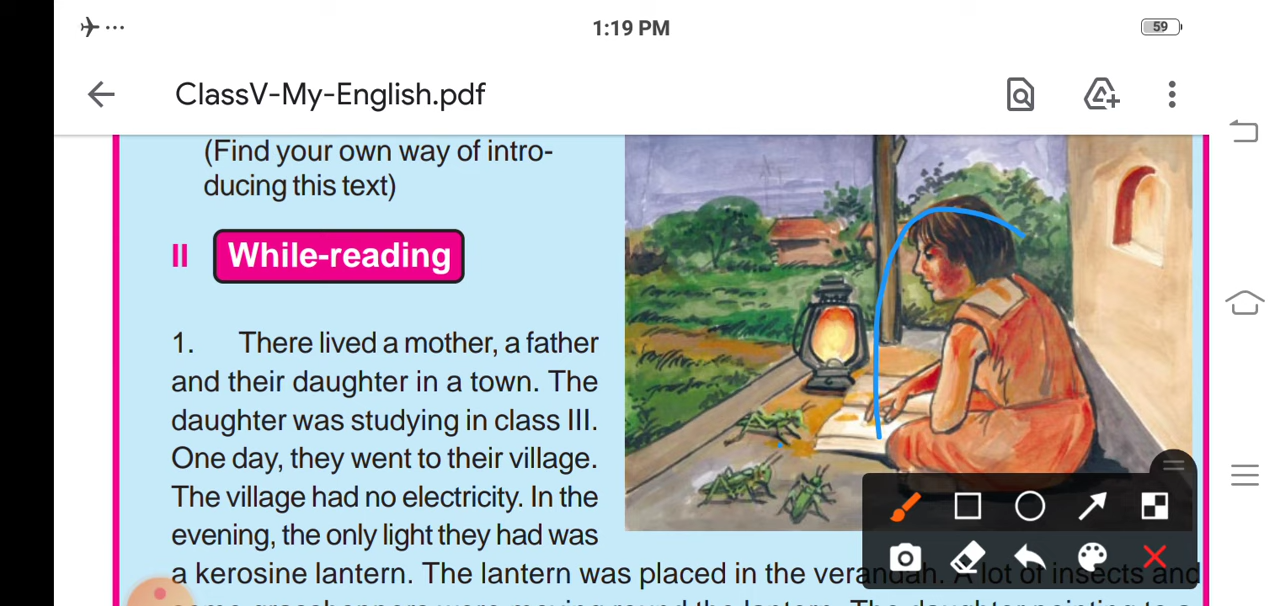 1:19 PM
59
ClassV-My-English.pdf
(Find your own way of intro-
ducing this text)
II While-reading
1. There lived a mother, a father
and their daughter in a town. The
daughter was studying in class III.
One day, they went to their village.
The village had no electricity. In the
evening, the only light they had was
a kerosine lantern. The lantern was placed in the verandah. A lot of insects and